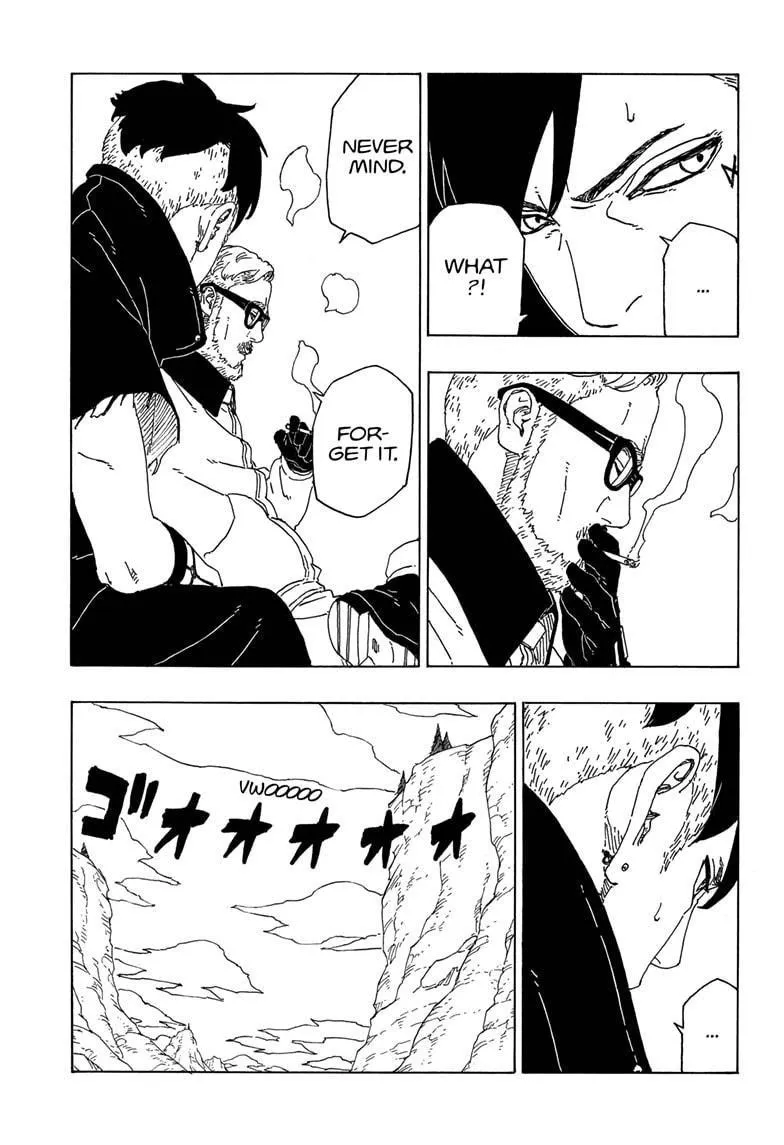 ...
WHAT
?!
NEVER
MIND.
FOR-
GET IT.
...
VWOOOOO
ゴオオオオオ